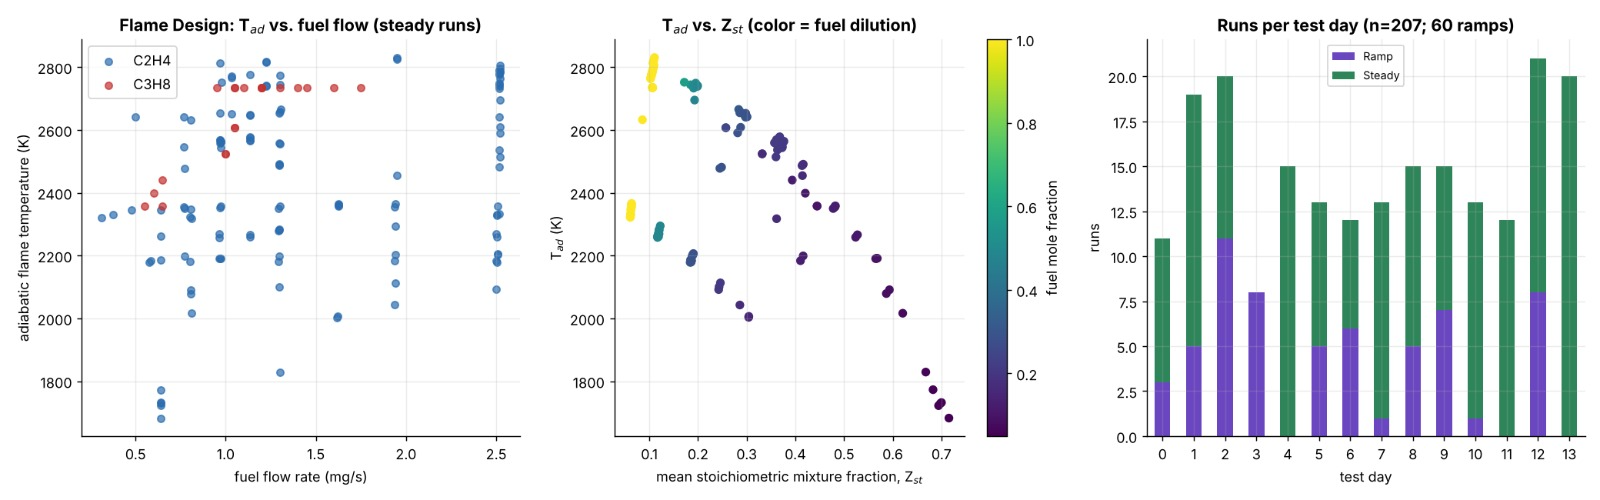 Flame Design: T_ad vs. fuel flow (steady runs)
C2H4
C3H8
2800
2600
2400
2200
2000
1800
adiabatic flame temperature (K)
0.5
1.0
1.5
2.0
2.5
fuel flow rate (mg/s)
T_ad vs. Z_st (color = fuel dilution)
2800
2600
2400
2200
2000
1800
T_ad (K)
0.1
0.2
0.3
0.4
0.5
0.6
0.7
mean stoichiometric mixture fraction, Z_st
1.0
0.8
0.6
0.4
0.2
fuel mole fraction
Runs per test day (n=207; 60 ramps)
Ramp
Steady
20.0
17.5
15.0
12.5
10.0
7.5
5.0
2.5
0.0
runs
0 1 2 3 4 5 6 7 8 9 10 11 12 13
test day